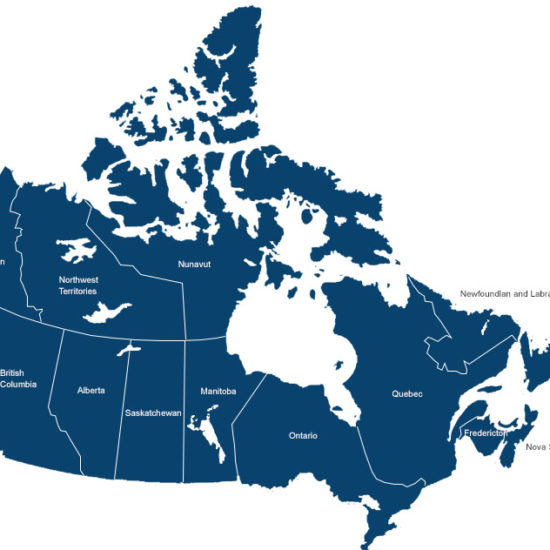 n
Nunavut
Northwest
Territories
Newfoundlan and Labra
British
Columbia
Alberta
Manitoba
Quebec
Saskatchewan
Ontario
Fredericton
Nova S